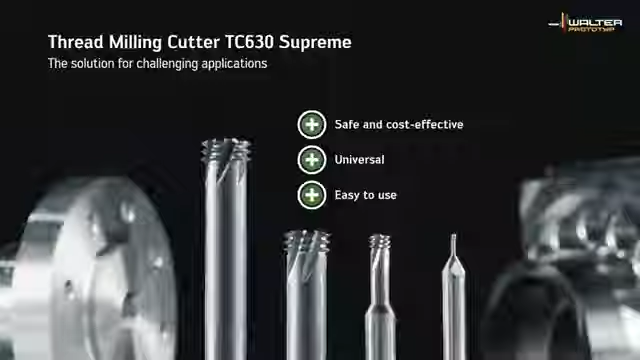 Thread Milling Cutter TC630 Supreme
The solution for challenging applications
WALTER
PROTOTYP
Safe and cost-effective
Universal
Easy to use